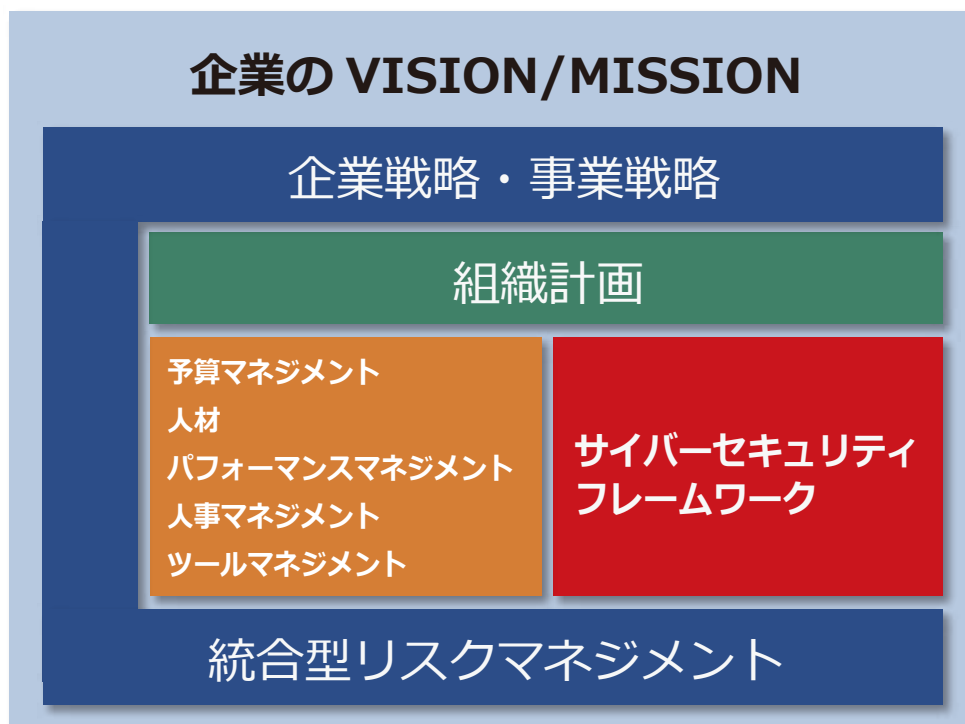 企業の VISION/MISSION
企業戦略・事業戦略
組織計画
予算マネジメント
人材
パフォーマンスマネジメント
人事マネジメント
ツールマネジメント
サイバーセキュリティ
フレームワーク
統合型リスクマネジメント